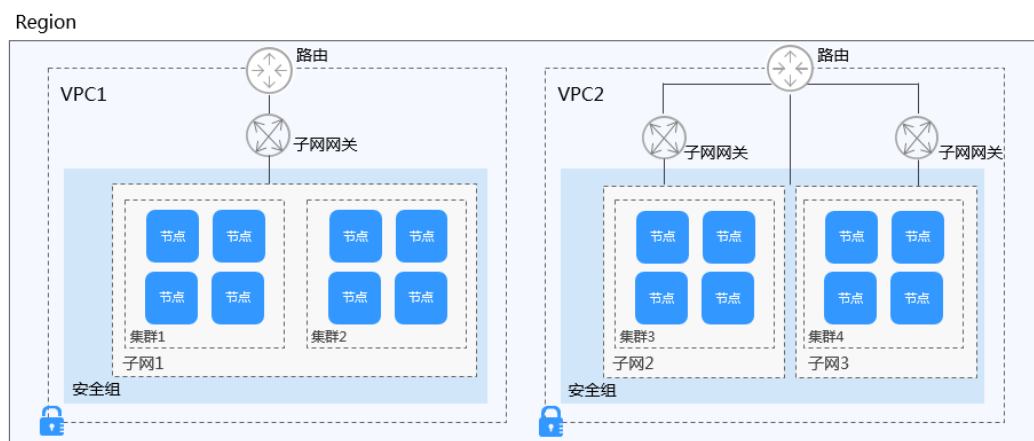 Region
路由
VPC1
子网网关
节点 节点
节点 节点
集群1
节点 节点
节点 节点
集群2
子网1
安全组
路由
VPC2
子网网关
子网网关
节点 节点
节点 节点
集群3
子网2
节点 节点
节点 节点
集群4
子网3
安全组